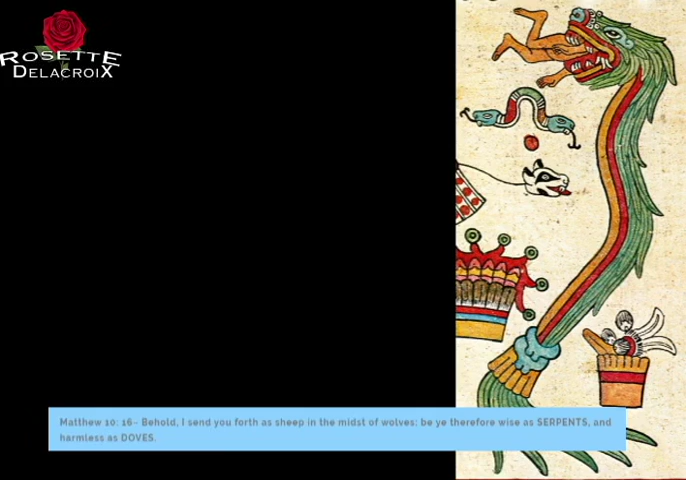 ROSETTE
DELACROIX
Matthew 10: 16- Behold, I send you forth as sheep in the midst of wolves: be ye therefore wise as SERPENTS, and
harmless as DOVES.